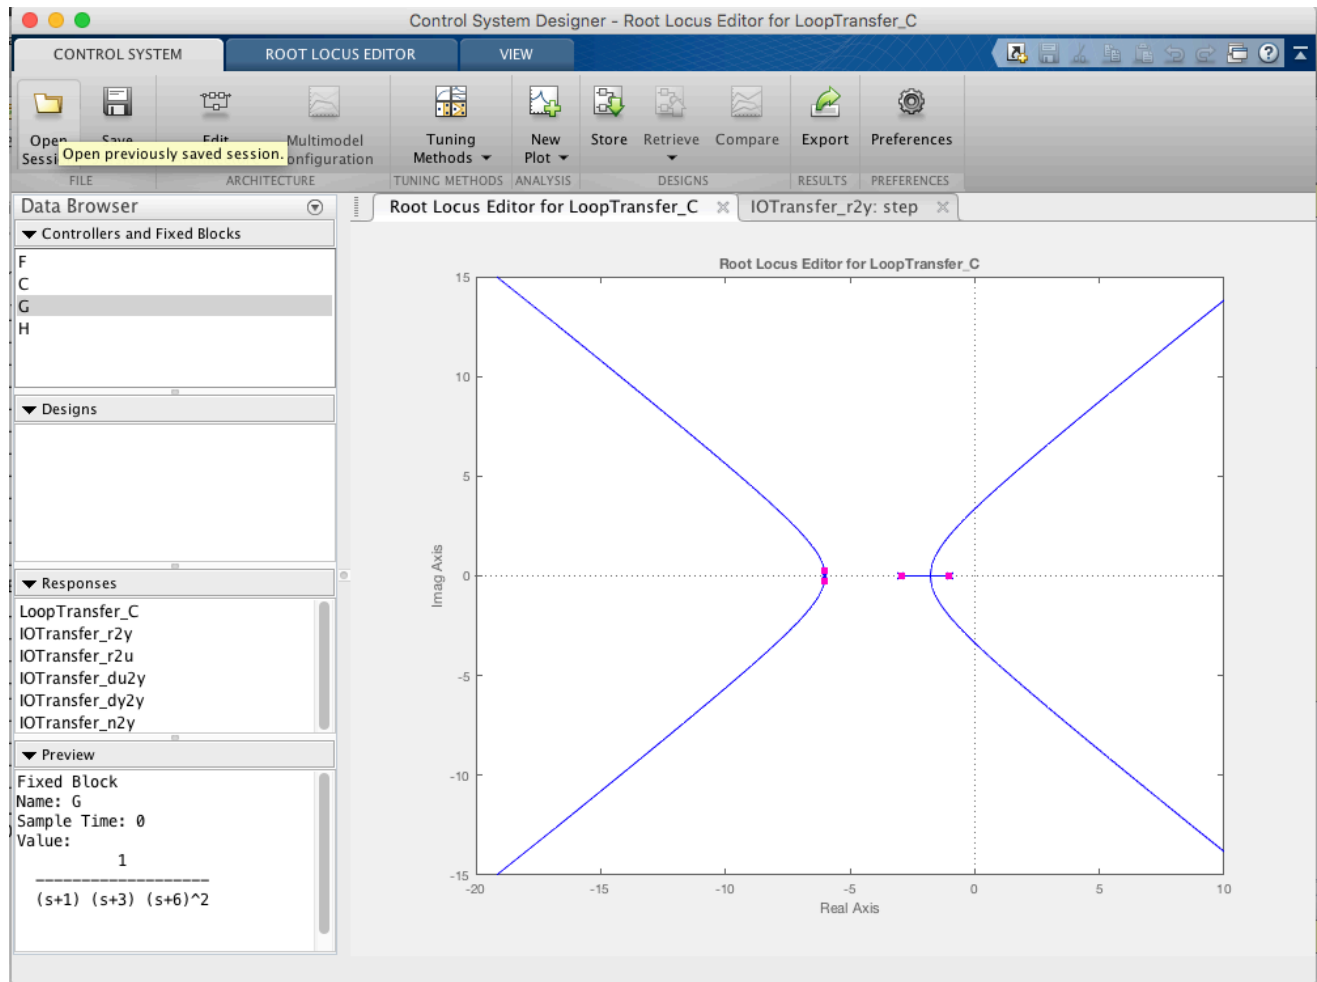 Control System Designer - Root Locus Editor for LoopTransfer_C
CONTROL SYSTEM
ROOT LOCUS EDITOR
VIEW
Open
Session
Save
Edit
Multimodel
Configuration
Tuning
Methods
New
Plot
Store
Retrieve
Compare
Export
Preferences
Open previously saved session.
FILE
ARCHITECTURE
TUNING METHODS
ANALYSIS
DESIGNS
RESULTS
PREFERENCES
Data Browser
Controllers and Fixed Blocks
F
C
G
H
Designs
Responses
LoopTransfer_C
IOTransfer_r2y
IOTransfer_r2u
IOTransfer_du2y
IOTransfer_dy2y
IOTransfer_n2y
Preview
Fixed Block
Name: G
Sample Time: 0
Value:
1
-------------------
(s+1) (s+3) (s+6)^2
Root Locus Editor for LoopTransfer_C
IOTransfer_r2y: step
Root Locus Editor for LoopTransfer_C
15
10
5
0
-5
-10
-15
Imag Axis
-20
-15
-10
-5
0
5
10
Real Axis